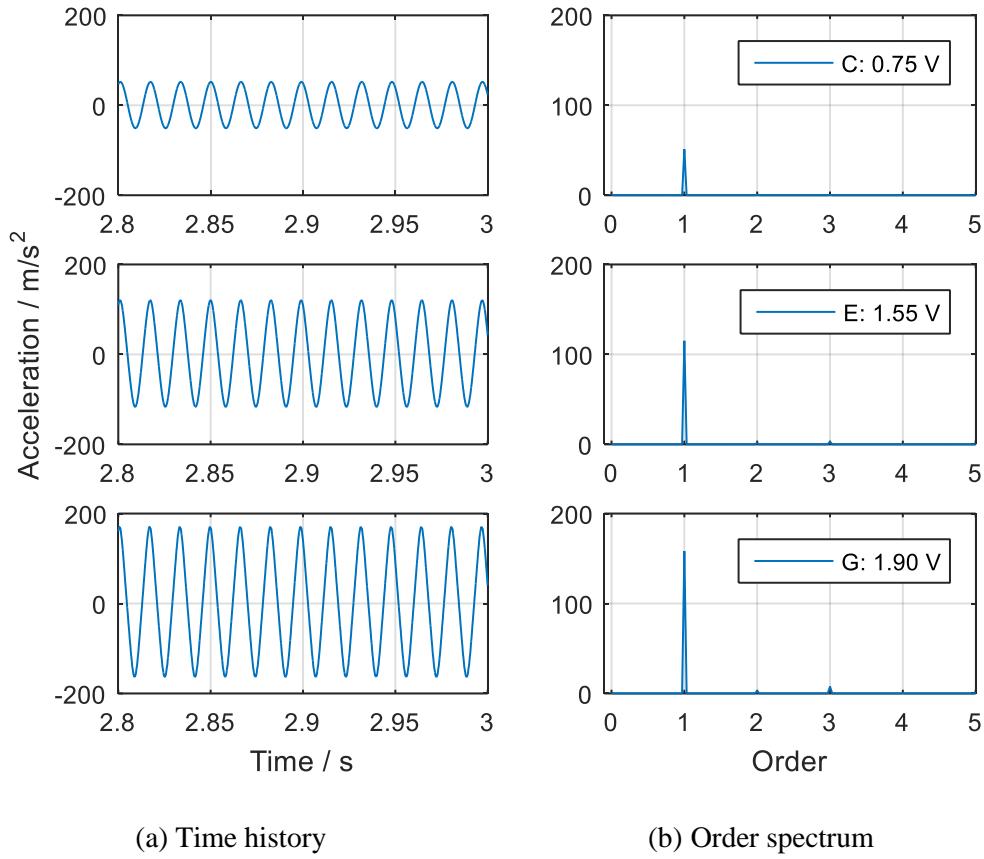 Acceleration / m/s²
200
0
-200
2.8 2.85 2.9 2.95 3
200
100
0
0 1 2 3 4 5
C: 0.75 V
200
0
-200
2.8 2.85 2.9 2.95 3
200
100
0
0 1 2 3 4 5
E: 1.55 V
200
0
-200
2.8 2.85 2.9 2.95 3
Time / s
200
100
0
0 1 2 3 4 5
G: 1.90 V
Order
(a) Time history
(b) Order spectrum